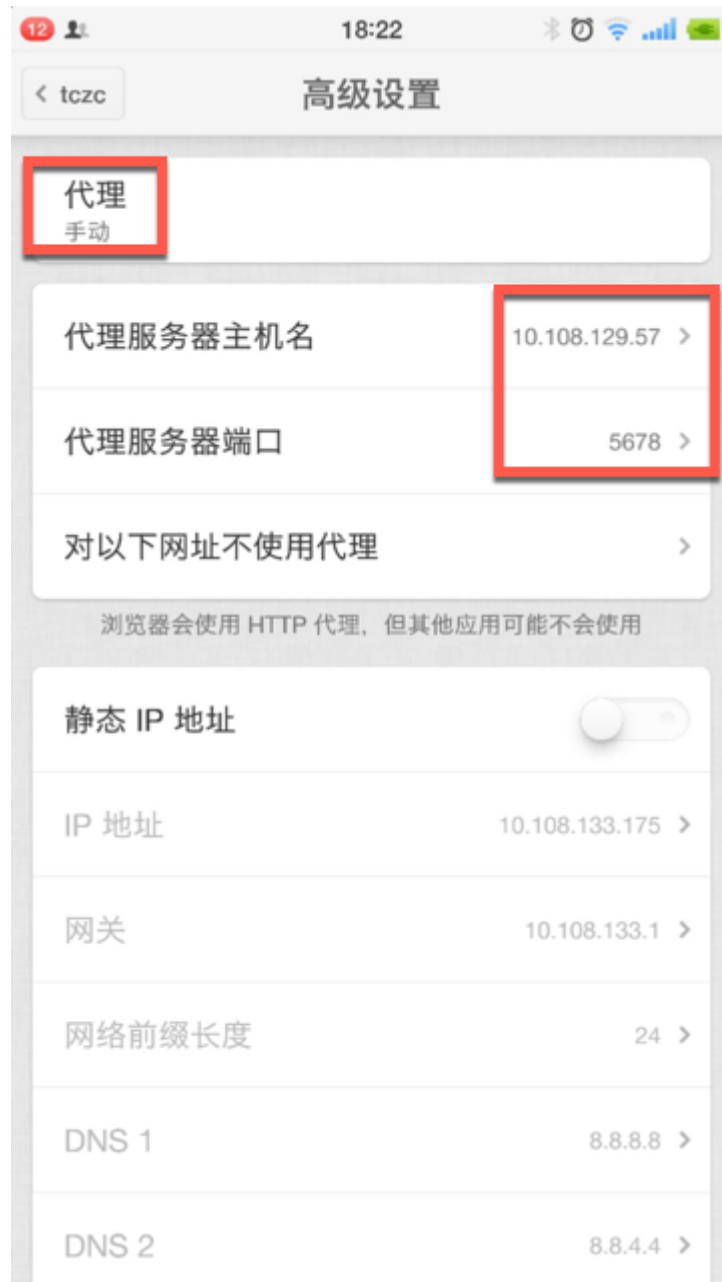 12 18:22
< tczc 高级设置
代理
手动
代理服务器主机名 10.108.129.57 >
代理服务器端口 5678 >
对以下网址不使用代理 >
浏览器会使用 HTTP 代理，但其他应用可能不会使用
静态 IP 地址
IP 地址 10.108.133.175 >
网关 10.108.133.1 >
网络前缀长度 24 >
DNS 1 8.8.8.8 >
DNS 2 8.8.4.4 >